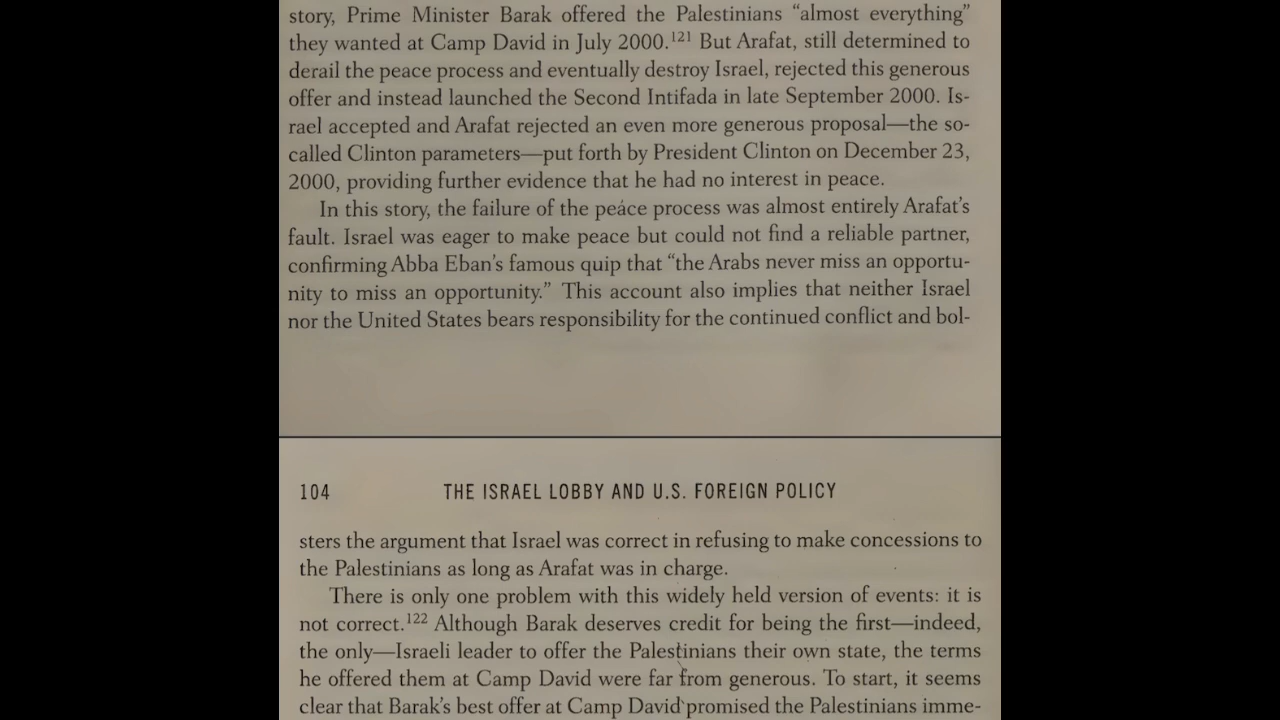 story, Prime Minister Barak offered the Palestinians “almost everything”
they wanted at Camp David in July 2000.¹²¹ But Arafat, still determined to
derail the peace process and eventually destroy Israel, rejected this generous
offer and instead launched the Second Intifada in late September 2000. Is-
rael accepted and Arafat rejected an even more generous proposal—the so-
called Clinton parameters—put forth by President Clinton on December 23,
2000, providing further evidence that he had no interest in peace.
In this story, the failure of the peace process was almost entirely Arafat’s
fault. Israel was eager to make peace but could not find a reliable partner,
confirming Abba Eban’s famous quip that “the Arabs never miss an opportu-
nity to miss an opportunity.” This account also implies that neither Israel
nor the United States bears responsibility for the continued conflict and bol-
104 THE ISRAEL LOBBY AND U.S. FOREIGN POLICY
sters the argument that Israel was correct in refusing to make concessions to
the Palestinians as long as Arafat was in charge.
There is only one problem with this widely held version of events: it is
not correct.¹²² Although Barak deserves credit for being the first—indeed,
the only—Israeli leader to offer the Palestinians their own state, the terms
he offered them at Camp David were far from generous. To start, it seems
clear that Barak’s best offer at Camp David promised the Palestinians imme-